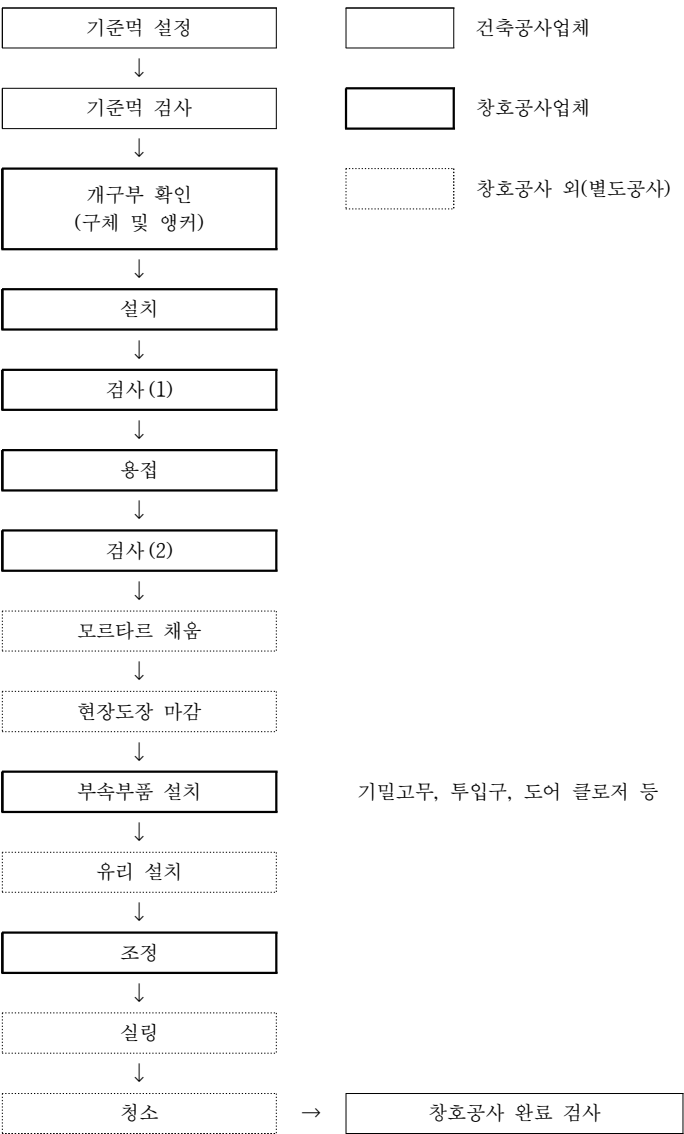 기준먹 설정
건축공사업체
↓
기준먹 검사
창호공사업체
↓
개구부 확인
(구체 및 앵커)
창호공사 외(별도공사)
↓
설치
↓
검사(1)
↓
용접
↓
검사(2)
↓
모르타르 채움
↓
현장도장 마감
↓
부속부품 설치
기밀고무, 투입구, 도어 클로저 등
↓
유리 설치
↓
조정
↓
실링
↓
청소 → 창호공사 완료 검사